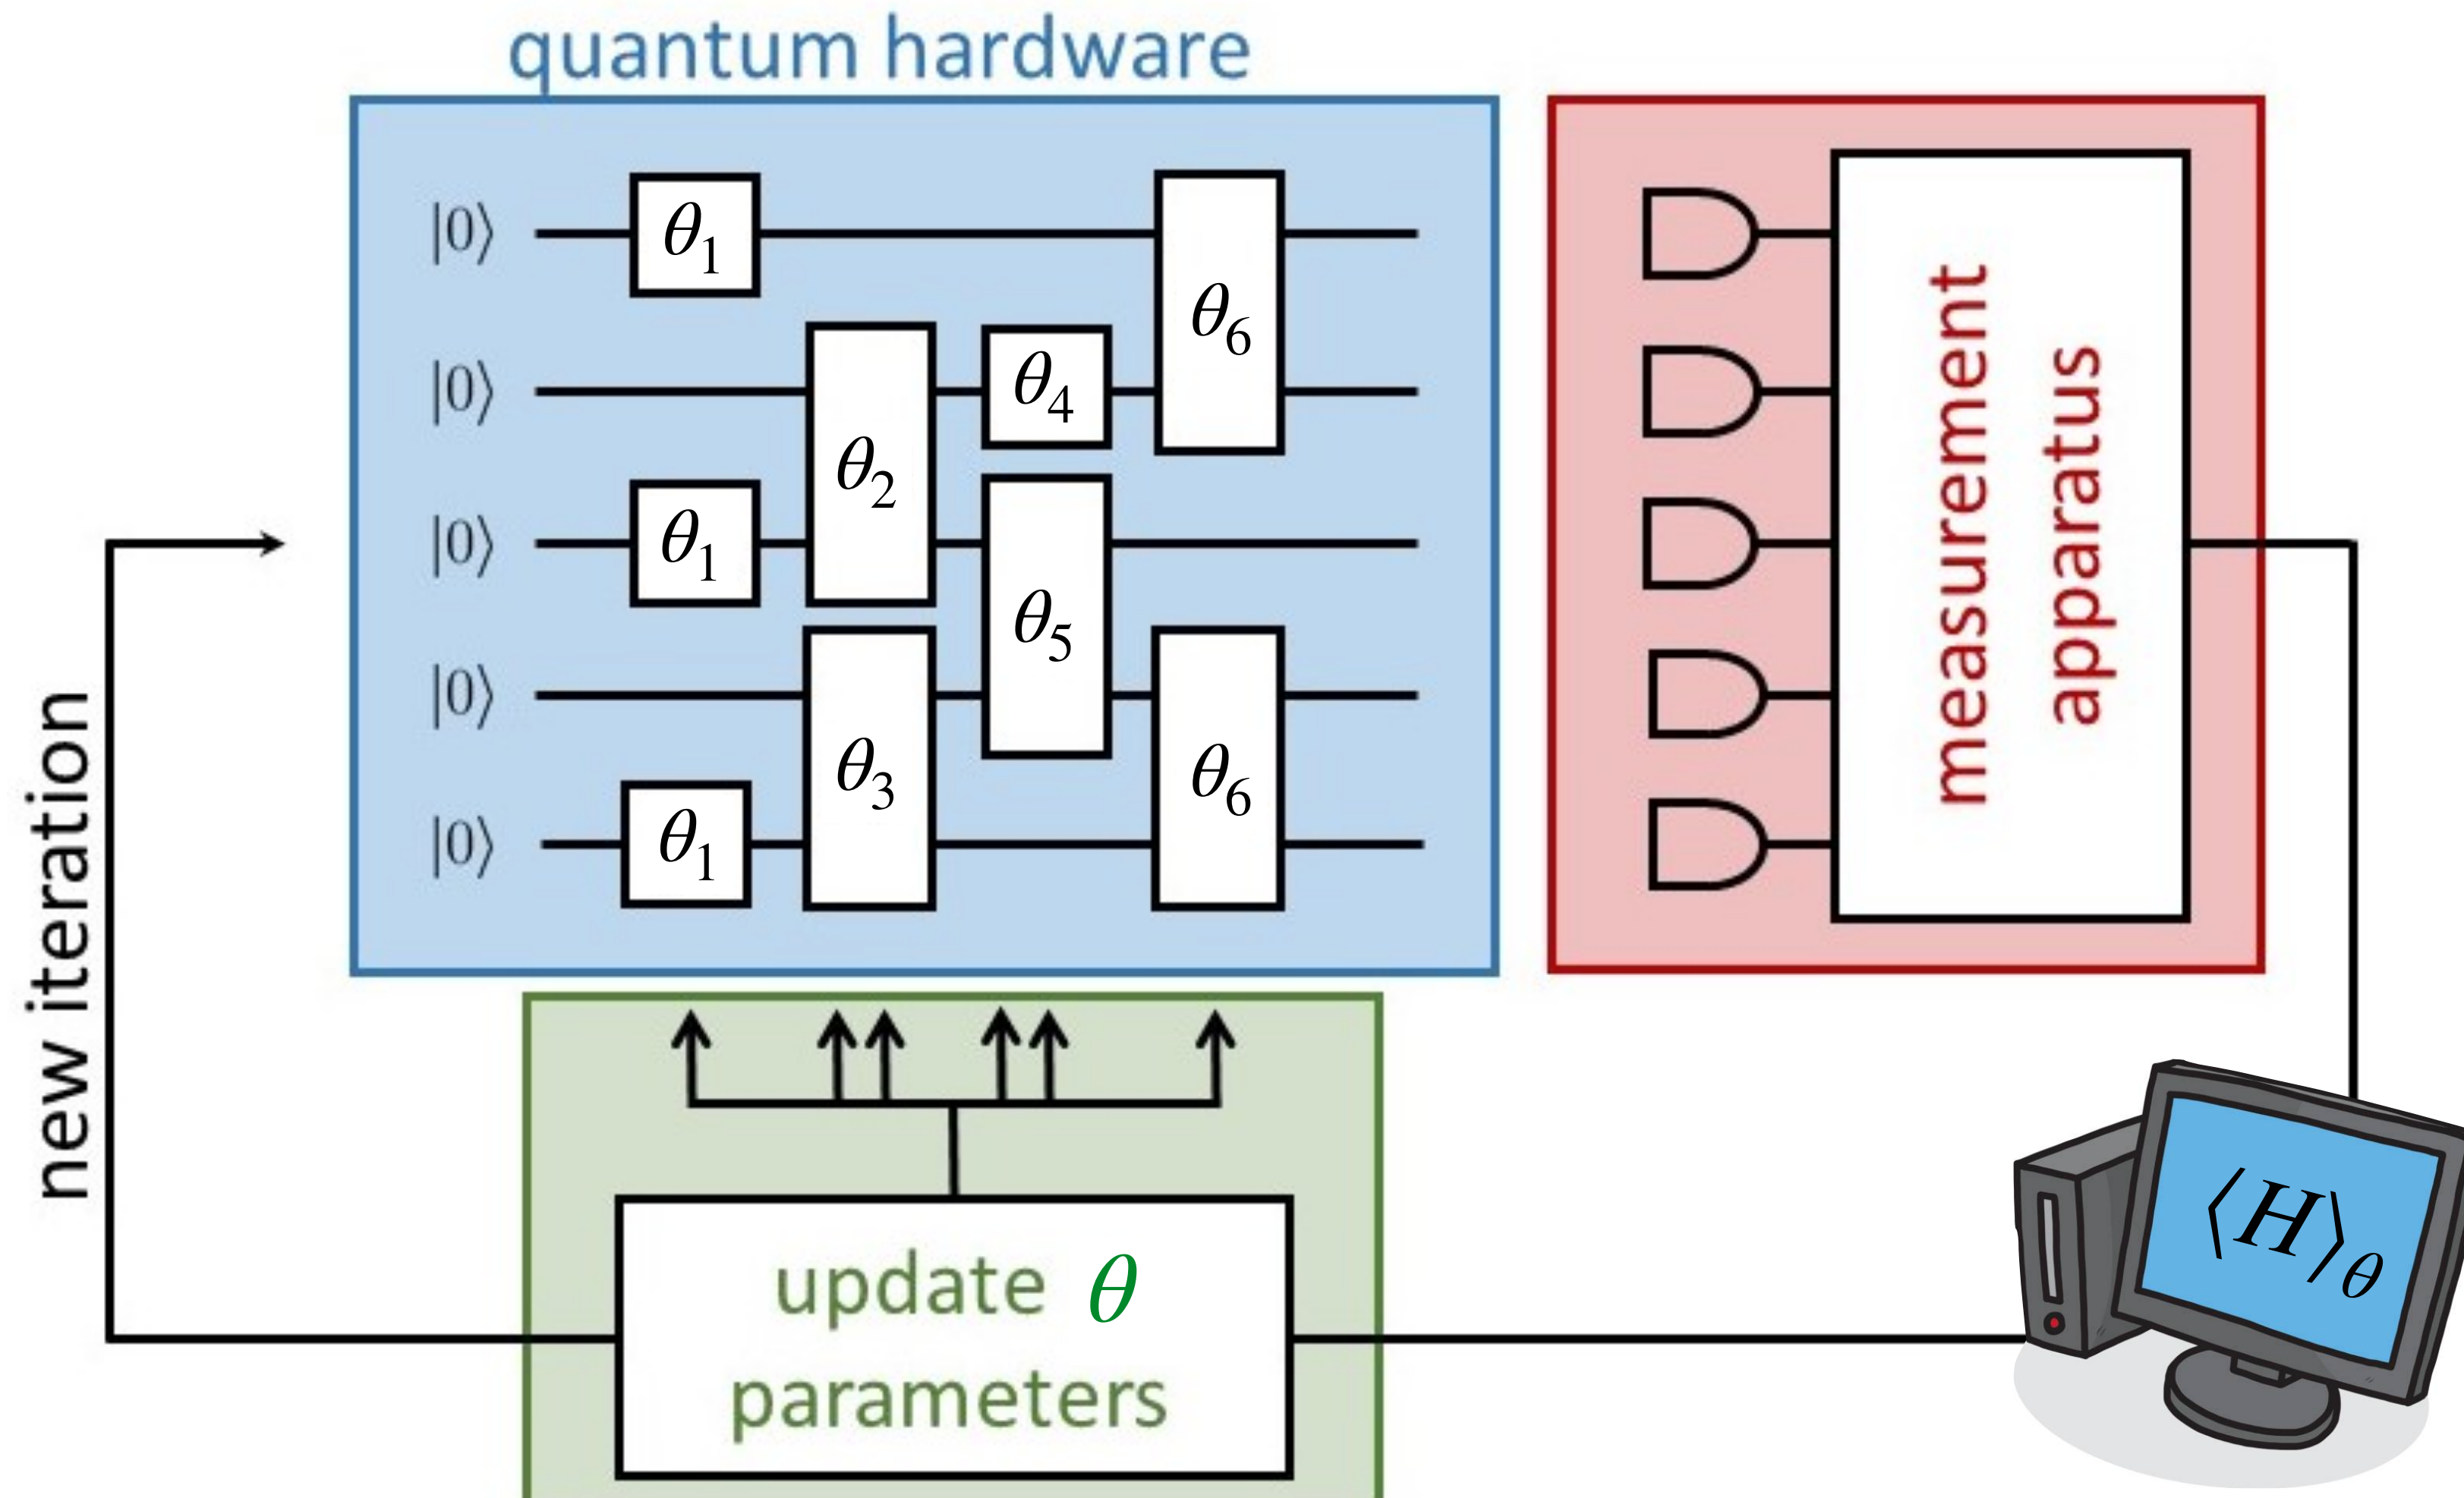 quantum hardware
|0⟩ θ₁ θ₆
|0⟩ θ₂ θ₄
|0⟩ θ₁ θ₅
|0⟩ θ₃ θ₆
|0⟩ θ₁
measurement
apparatus
new iteration
update θ
parameters
⟨H⟩θ